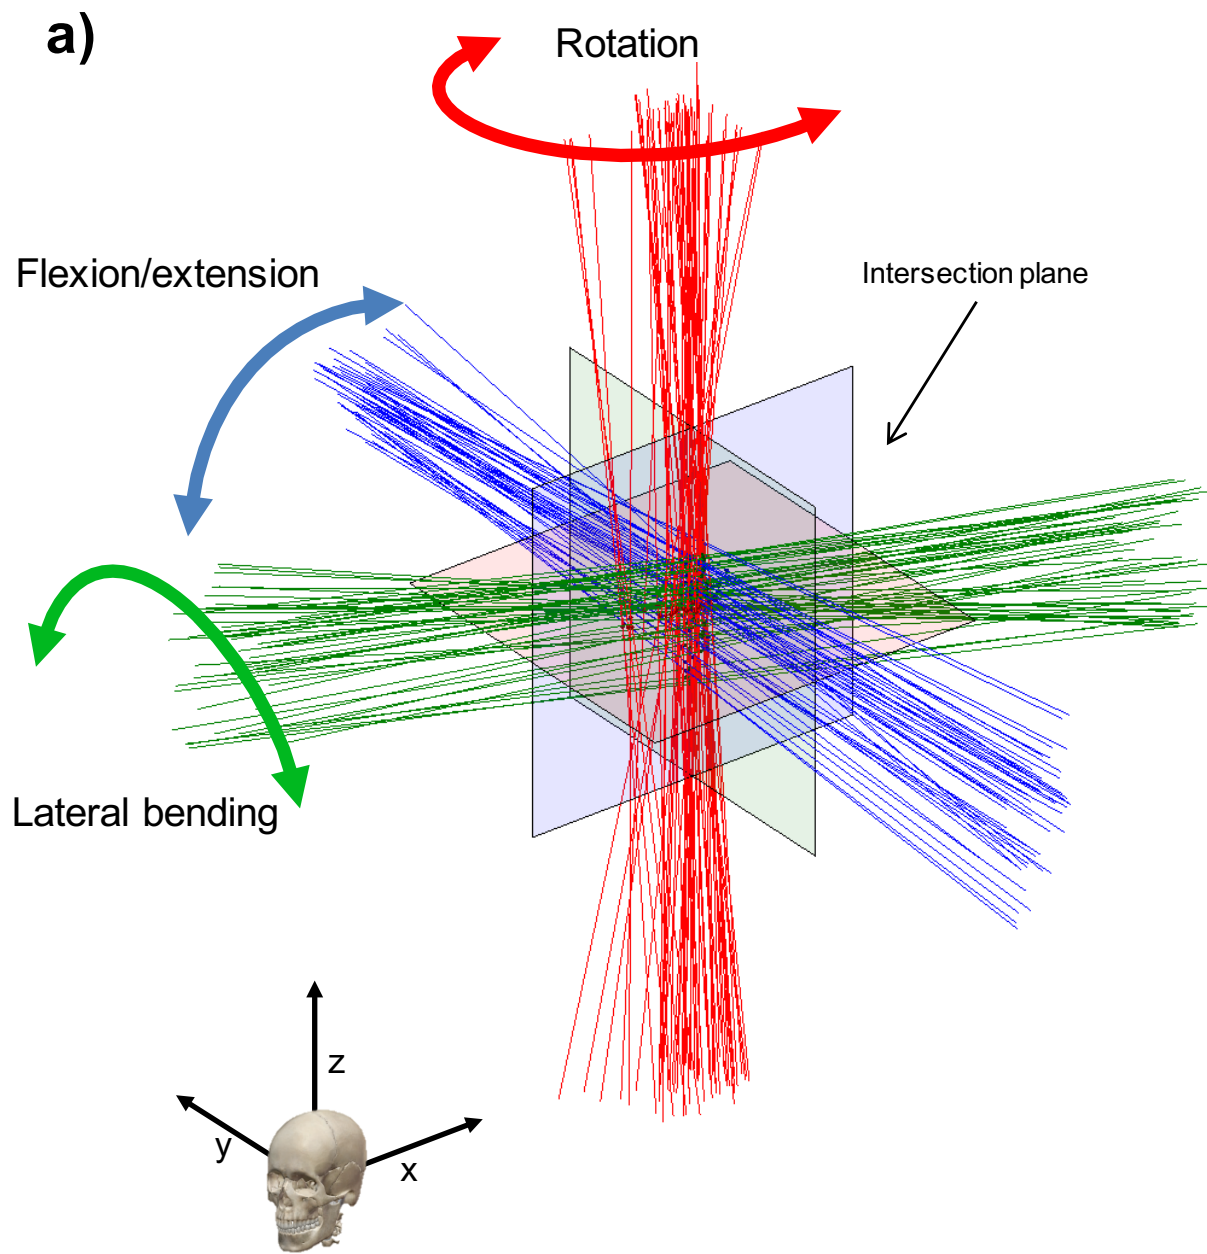 a)
Rotation
Flexion/extension
Intersection plane
Lateral bending
z
y
x